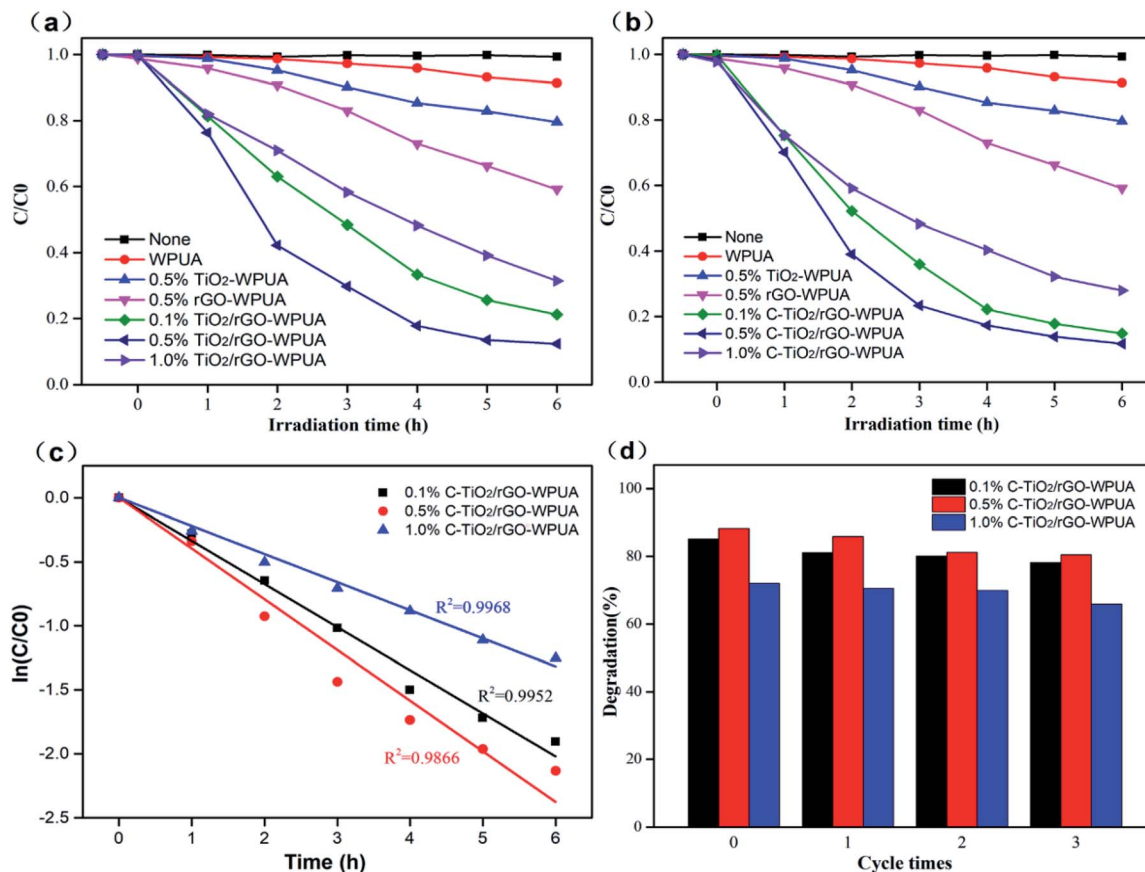 (a)
C/C0
1.0
0.8
0.6
0.4
0.2
0.0
None
WPUA
0.5% TiO₂-WPUA
0.5% rGO-WPUA
0.1% TiO₂/rGO-WPUA
0.5% TiO₂/rGO-WPUA
1.0% TiO₂/rGO-WPUA
0 1 2 3 4 5 6
Irradiation time (h)
(b)
C/C0
1.0
0.8
0.6
0.4
0.2
0.0
None
WPUA
0.5% TiO₂-WPUA
0.5% rGO-WPUA
0.1% C-TiO₂/rGO-WPUA
0.5% C-TiO₂/rGO-WPUA
1.0% C-TiO₂/rGO-WPUA
0 1 2 3 4 5 6
Irradiation time (h)
(c)
ln(C/C0)
0.0
-0.5
-1.0
-1.5
-2.0
-2.5
0.1% C-TiO₂/rGO-WPUA
0.5% C-TiO₂/rGO-WPUA
1.0% C-TiO₂/rGO-WPUA
R²=0.9968
R²=0.9952
R²=0.9866
0 1 2 3 4 5 6
Time (h)
(d)
Degradation(%)
100
80
60
40
20
0
0.1% C-TiO₂/rGO-WPUA
0.5% C-TiO₂/rGO-WPUA
1.0% C-TiO₂/rGO-WPUA
0 1 2 3
Cycle times